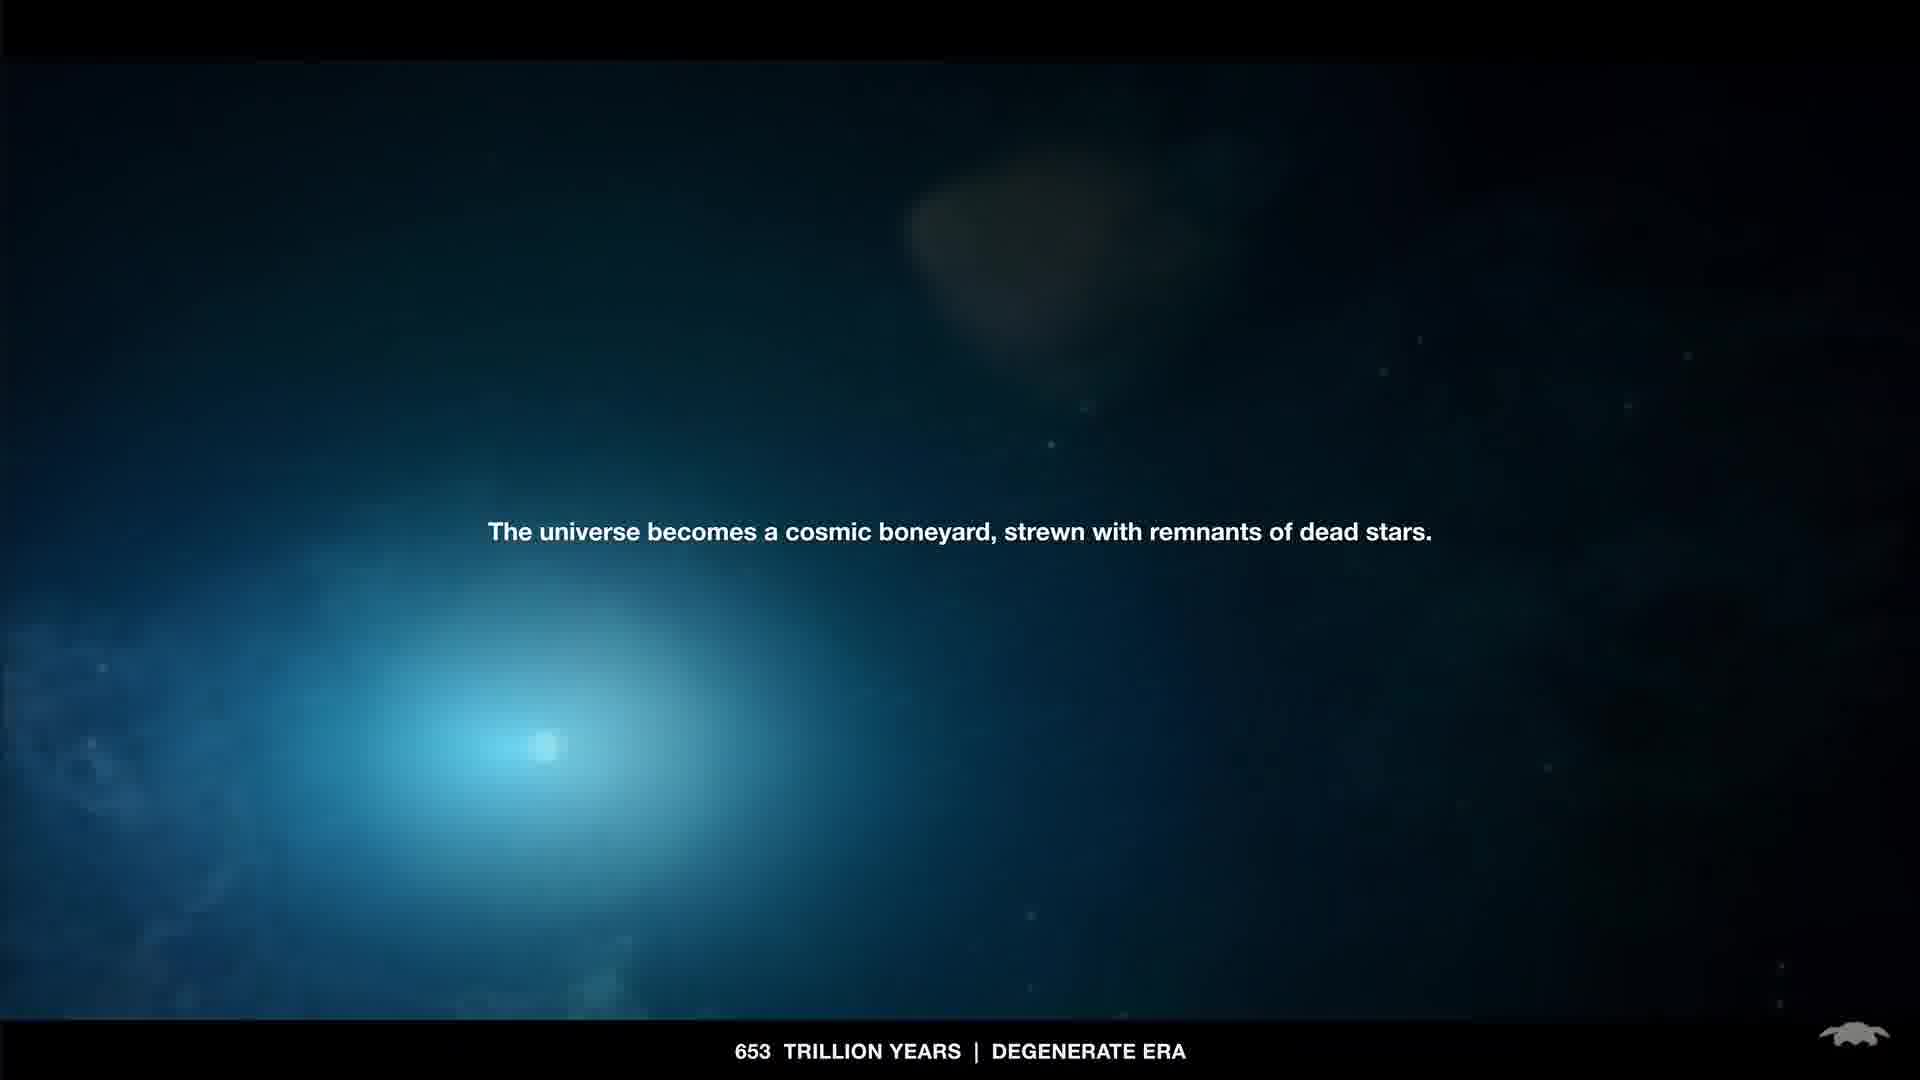 The universe becomes a cosmic boneyard, strewn with remnants of dead stars.
653 TRILLION YEARS | DEGENERATE ERA